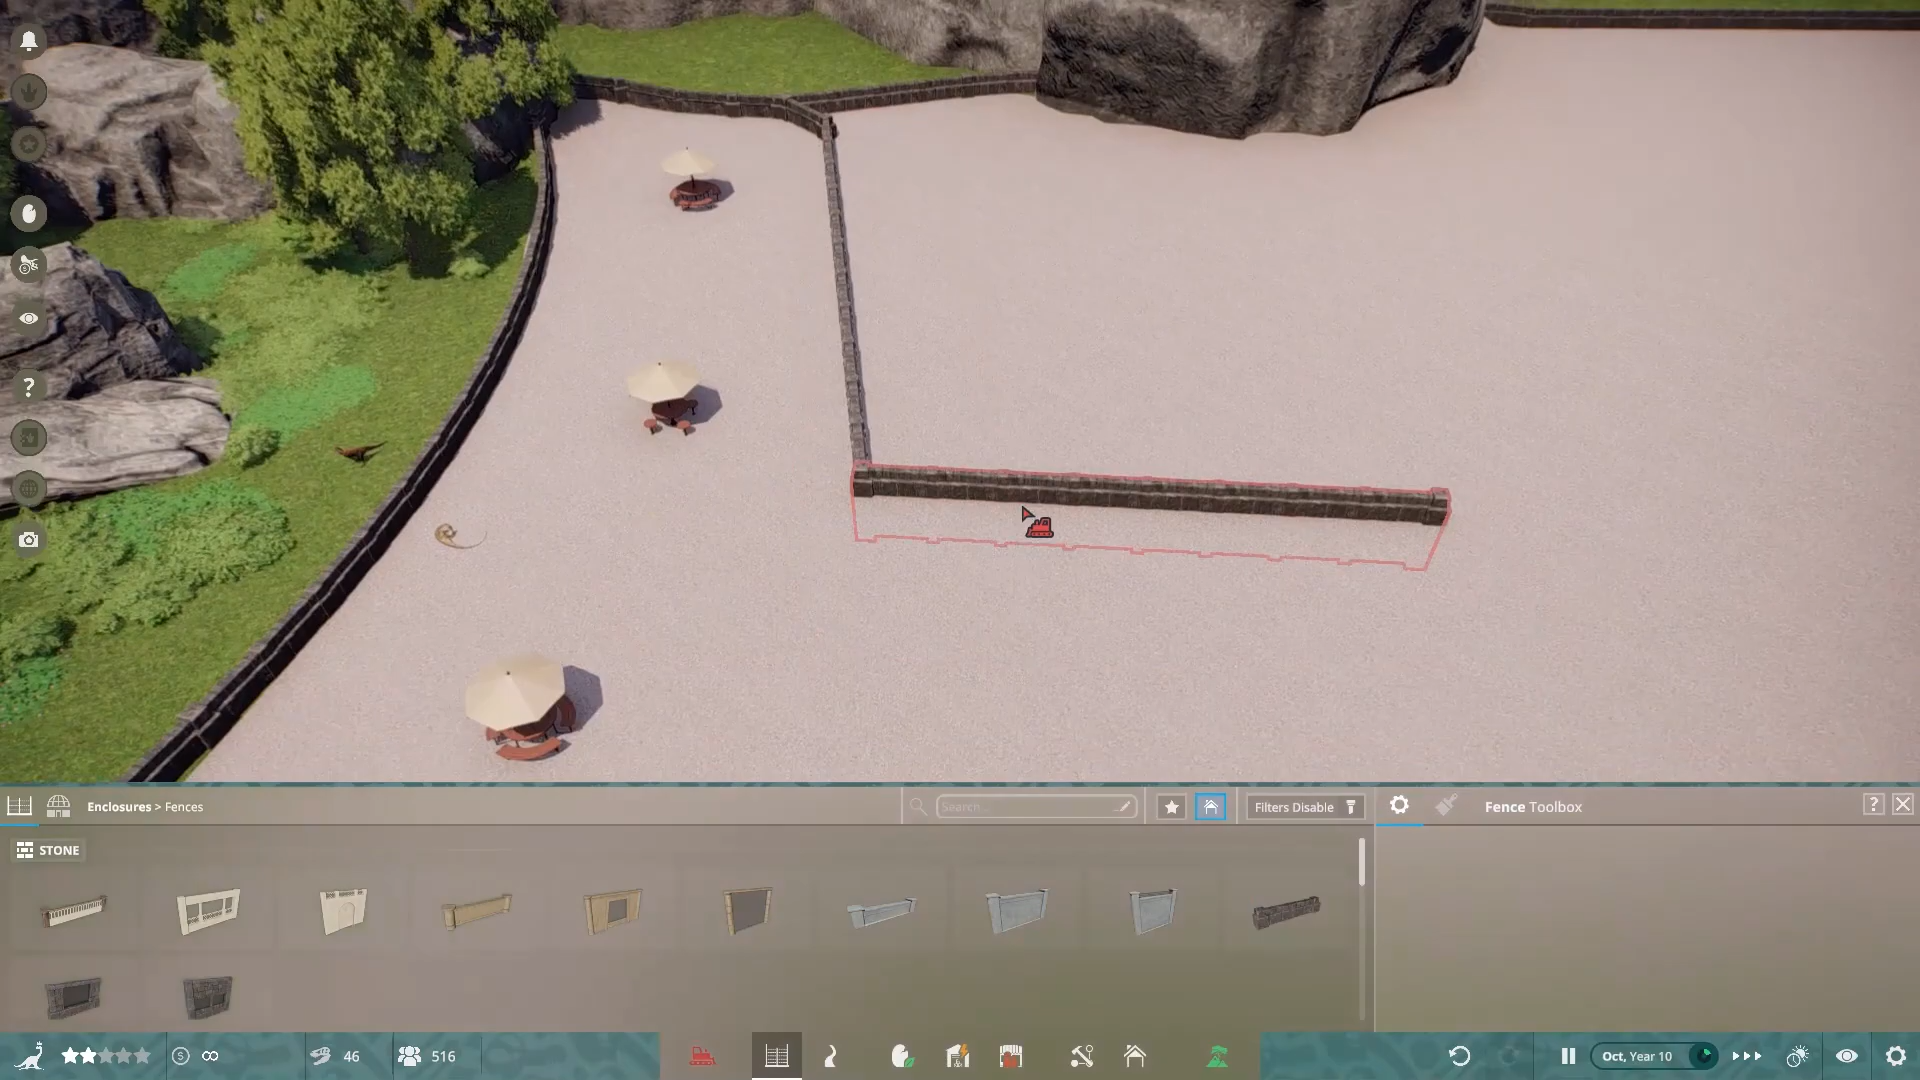 Enclosures > Fences
Search...
Filters Disable
Fence Toolbox
?
STONE
∞
46
516
Oct, Year 10